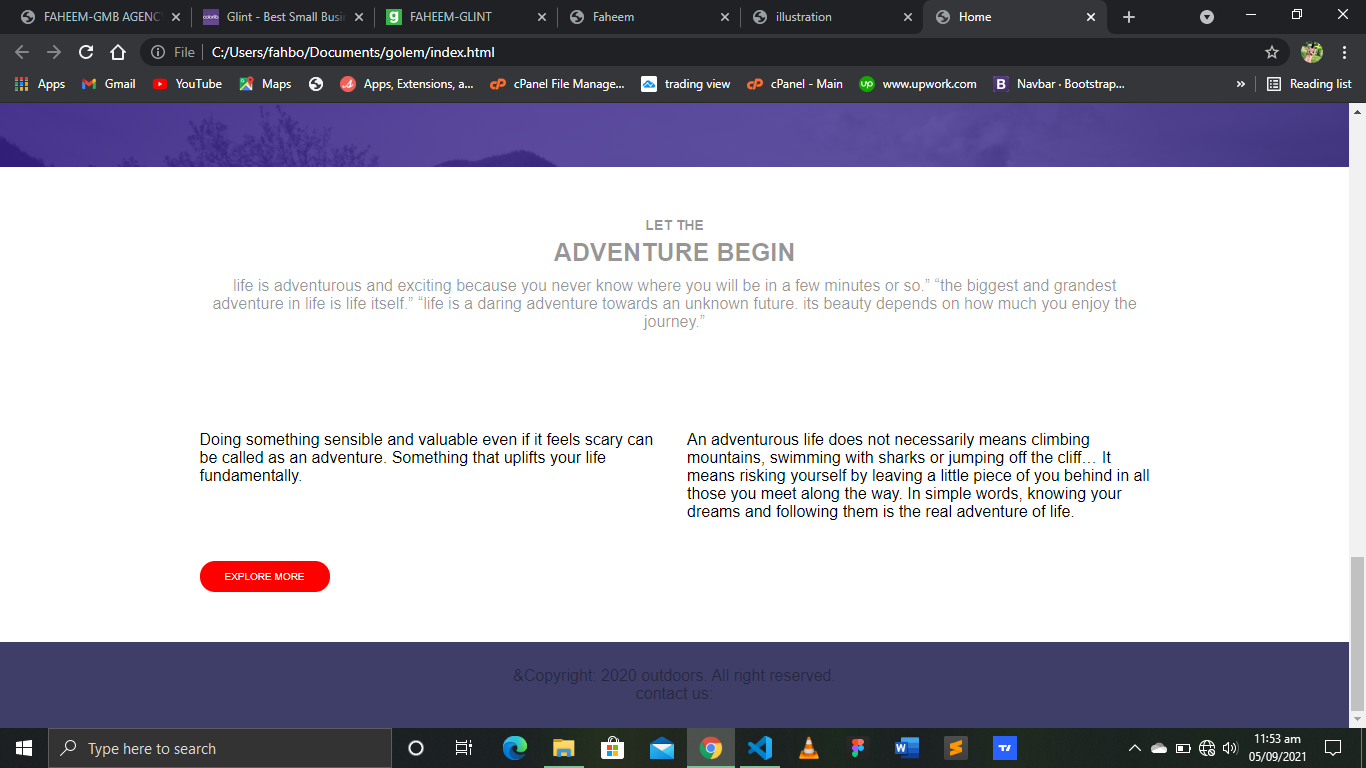 FAHEEM-GMB AGENC
Glint - Best Small Busi
FAHEEM-GLINT
Faheem
illustration
Home
File
C:/Users/fahbo/Documents/golem/index.html
Apps
Gmail
YouTube
Maps
Apps, Extensions, a...
cPanel File Manage...
trading view
cPanel - Main
www.upwork.com
Navbar · Bootstrap...
»
Reading list
LET THE
ADVENTURE BEGIN
life is adventurous and exciting because you never know where you will be in a few minutes or so.” “the biggest and grandest
adventure in life is life itself.” “life is a daring adventure towards an unknown future. its beauty depends on how much you enjoy the
journey.”
Doing something sensible and valuable even if it feels scary can
be called as an adventure. Something that uplifts your life
fundamentally.
An adventurous life does not necessarily means climbing
mountains, swimming with sharks or jumping off the cliff… It
means risking yourself by leaving a little piece of you behind in all
those you meet along the way. In simple words, knowing your
dreams and following them is the real adventure of life.
EXPLORE MORE
&Copyright: 2020 outdoors. All right reserved.
contact us.
Type here to search
11:53 am
05/09/2021